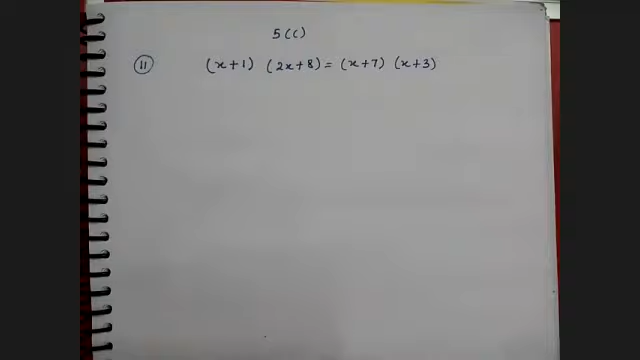 5(C)
11 (x+1) (2x+8) = (x+7) (x+3)